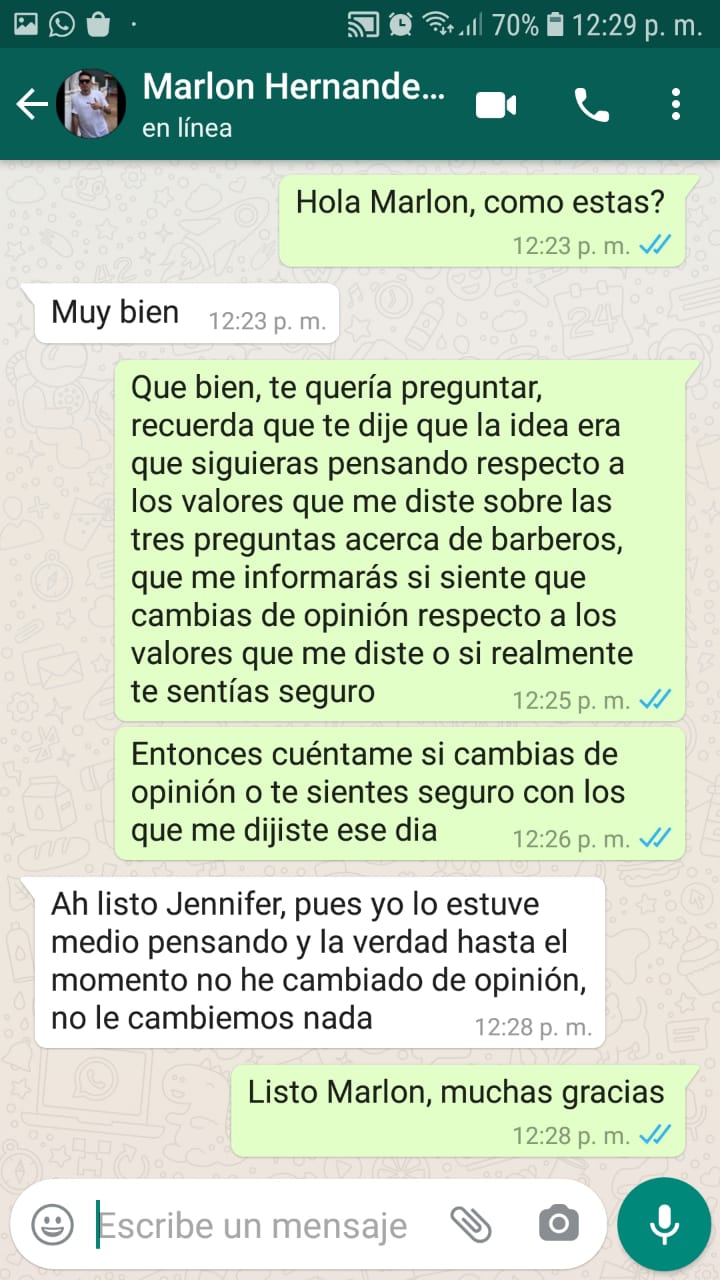 70% 12:29 p. m.
Marlon Hernande...
en línea
Hola Marlon, como estas?
12:23 p. m.
Muy bien 12:23 p. m.
Que bien, te quería preguntar,
recuerda que te dije que la idea era
que siguieras pensando respecto a
los valores que me diste sobre las
tres preguntas acerca de barberos,
que me informarás si siente que
cambias de opinión respecto a los
valores que me diste o si realmente
te sentías seguro 12:25 p. m.
Entonces cuéntame si cambias de
opinión o te sientes seguro con los
que me dijiste ese dia 12:26 p. m.
Ah listo Jennifer, pues yo lo estuve
medio pensando y la verdad hasta el
momento no he cambiado de opinión,
no le cambiemos nada 12:28 p. m.
Listo Marlon, muchas gracias
12:28 p. m.
Escribe un mensaje